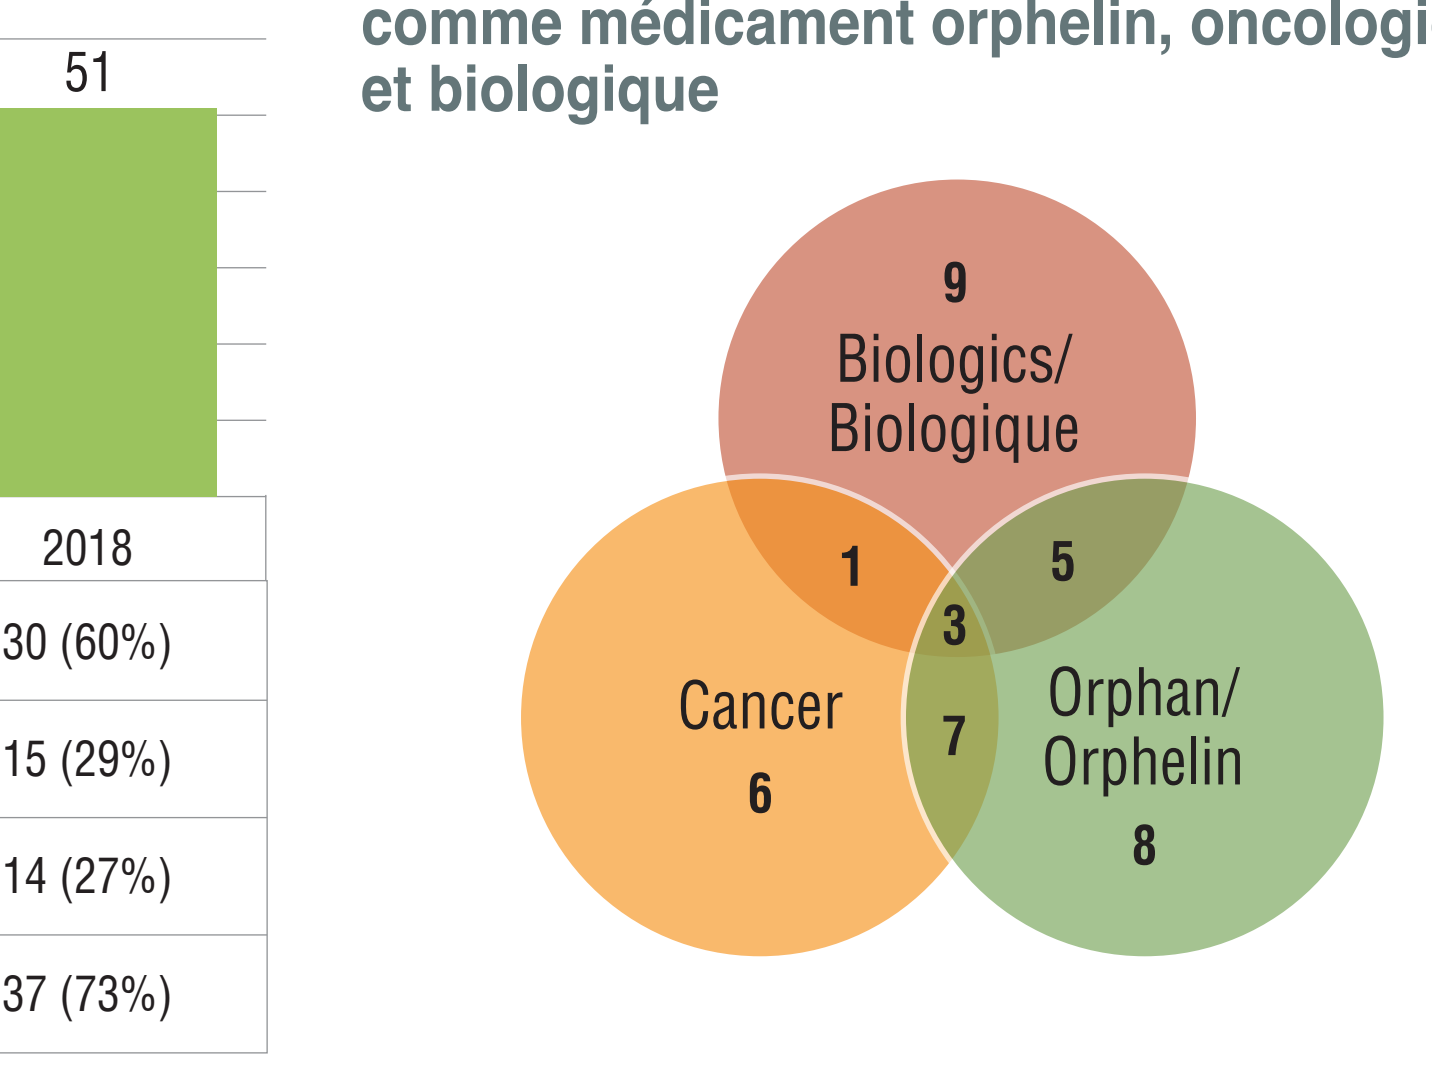 comme médicament orphelin, oncologi
et biologique
51
2018
30 (60%)
15 (29%)
14 (27%)
37 (73%)
9
Biologics/
Biologique
1
5
3
Cancer
6
7
Orphan/
Orphelin
8